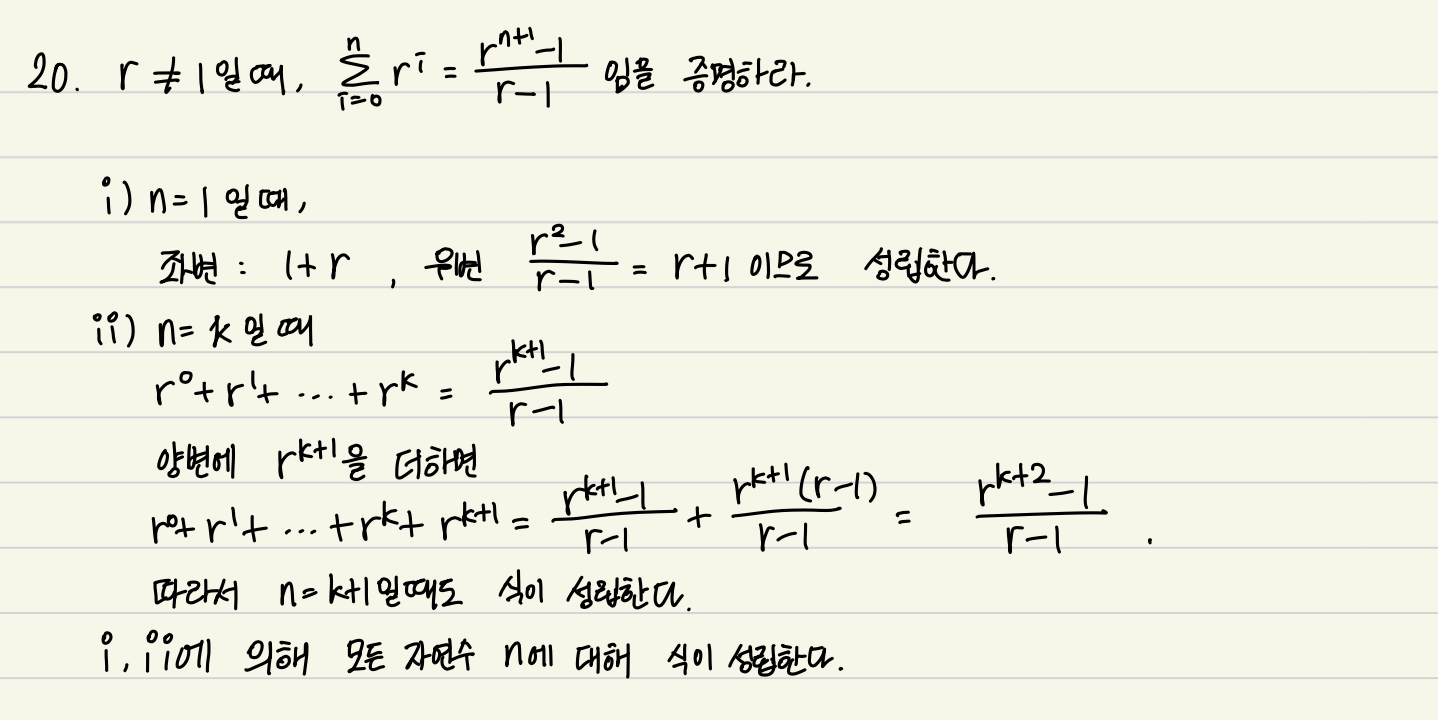 20. r ≠ 1일 때, \sum_{i=0}^{n} r^i = \frac{r^{n+1}-1}{r-1} 임을 증명하라.
i) n=1일때,
좌변 : 1+r , 우변 \frac{r^2-1}{r-1} = r+1 이므로 성립한다.
ii) n=k일 때
r^0+r^1+ ... +r^k = \frac{r^{k+1}-1}{r-1}
양변에 r^{k+1}을 더하면
r^0+r^1+ ... +r^k+r^{k+1} = \frac{r^{k+1}-1}{r-1} + \frac{r^{k+1}(r-1)}{r-1} = \frac{r^{k+2}-1}{r-1} .
따라서 n=k+1일때도 식이 성립한다.
i, ii에 의해 모든 자연수 n에 대해 식이 성립한다.